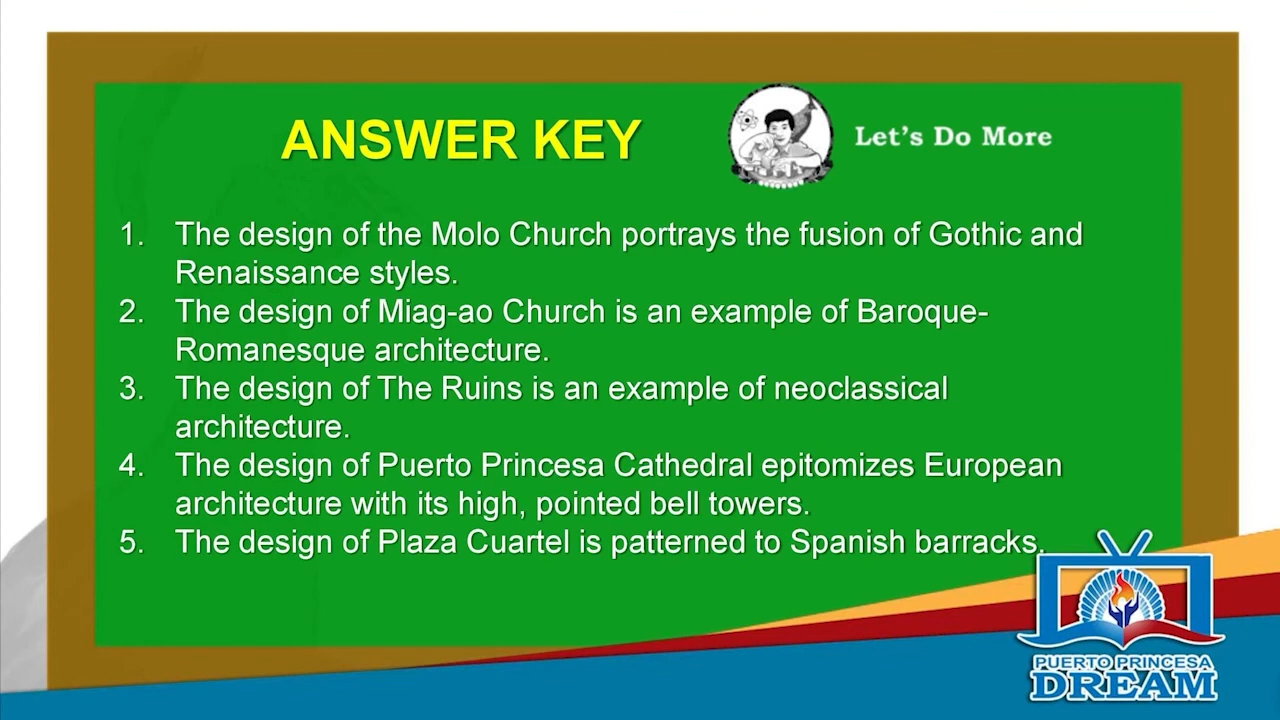 ANSWER KEY
Let's Do More
1. The design of the Molo Church portrays the fusion of Gothic and
Renaissance styles.
2. The design of Miag-ao Church is an example of Baroque-
Romanesque architecture.
3. The design of The Ruins is an example of neoclassical
architecture.
4. The design of Puerto Princesa Cathedral epitomizes European
architecture with its high, pointed bell towers.
5. The design of Plaza Cuartel is patterned to Spanish barracks.
PUERTO PRINCESA
DREAM